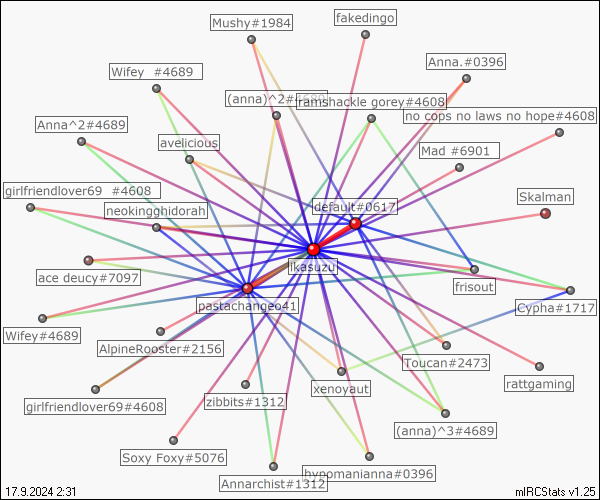 Mushy#1984
fakedingo
Wifey #4689
Anna.#0396
(anna)^2#4689
ramshackle gorey#4608
no cops no laws no hope#4608
Anna^2#4689
avelicious
Mad #6901
girlfriendlover69 #4608
neokingghidorah
default#0617
Skalman
ikasuzu
ace deucy#7097
frisout
pastachangeo41
Cypha#1717
Wifey#4689
AlpineRooster#2156
Toucan#2473
xenoyaut
rattgaming
girlfriendlover69#4608
zibbits#1312
(anna)^3#4689
Soxy Foxy#5076
Annarchist#1312
hypnomianna#0396
17.9.2024 2:31
mIRCStats v1.25